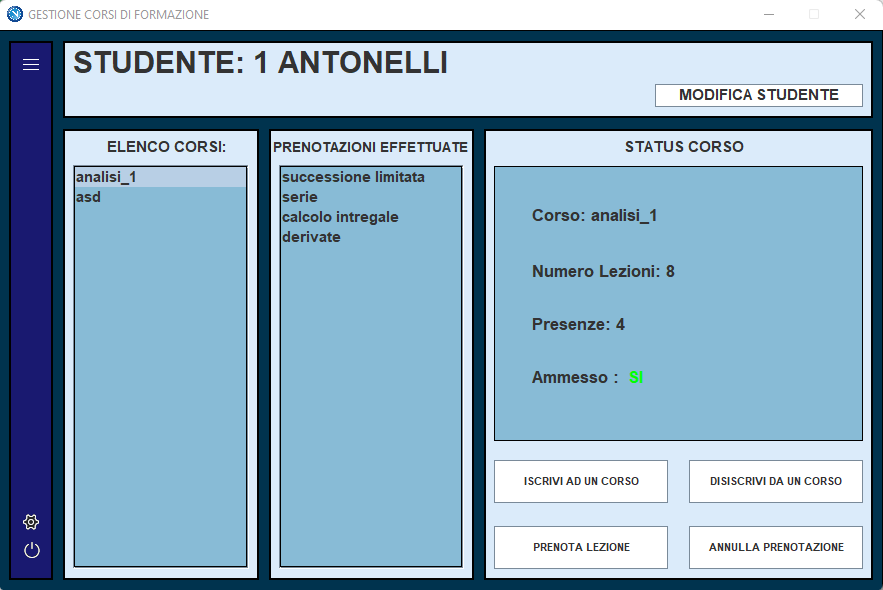 GESTIONE CORSI DI FORMAZIONE
STUDENTE: 1 ANTONELLI
MODIFICA STUDENTE
ELENCO CORSI:
analisi_1
asd
PRENOTAZIONI EFFETTUATE
successione limitata
serie
calcolo intregale
derivate
STATUS CORSO
Corso: analisi_1
Numero Lezioni: 8
Presenze: 4
Ammesso : SI
ISCRIVI AD UN CORSO
DISISCRIVI DA UN CORSO
PRENOTA LEZIONE
ANNULLA PRENOTAZIONE